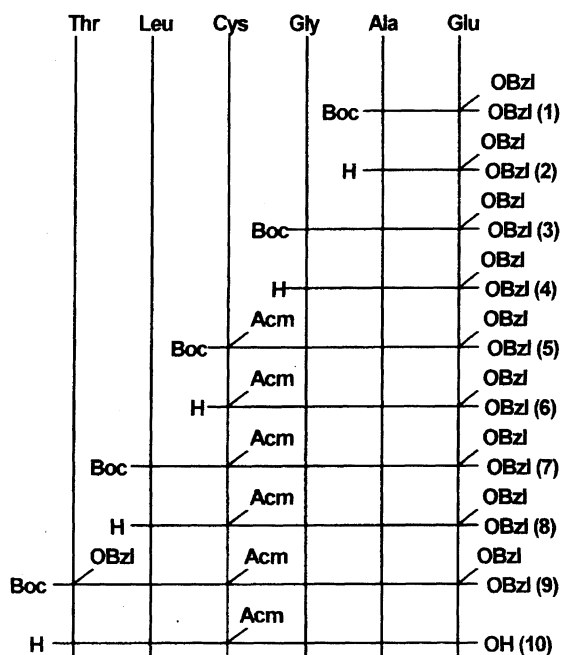 Thr Leu Cys Gly Ala Glu
OBzl
Boc OBzl (1)
OBzl
H OBzl (2)
OBzl
Boc OBzl (3)
OBzl
H OBzl (4)
Acm OBzl
Boc OBzl (5)
Acm OBzl
H OBzl (6)
Acm OBzl
Boc OBzl (7)
Acm OBzl
H OBzl (8)
OBzl Acm OBzl
Boc OBzl (9)
Acm
H OH (10)